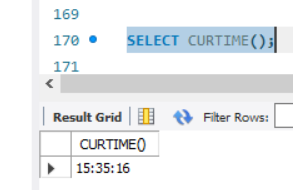 169
170 SELECT CURTIME();
171
Result Grid Filter Rows:
CURTIME()
15:35:16